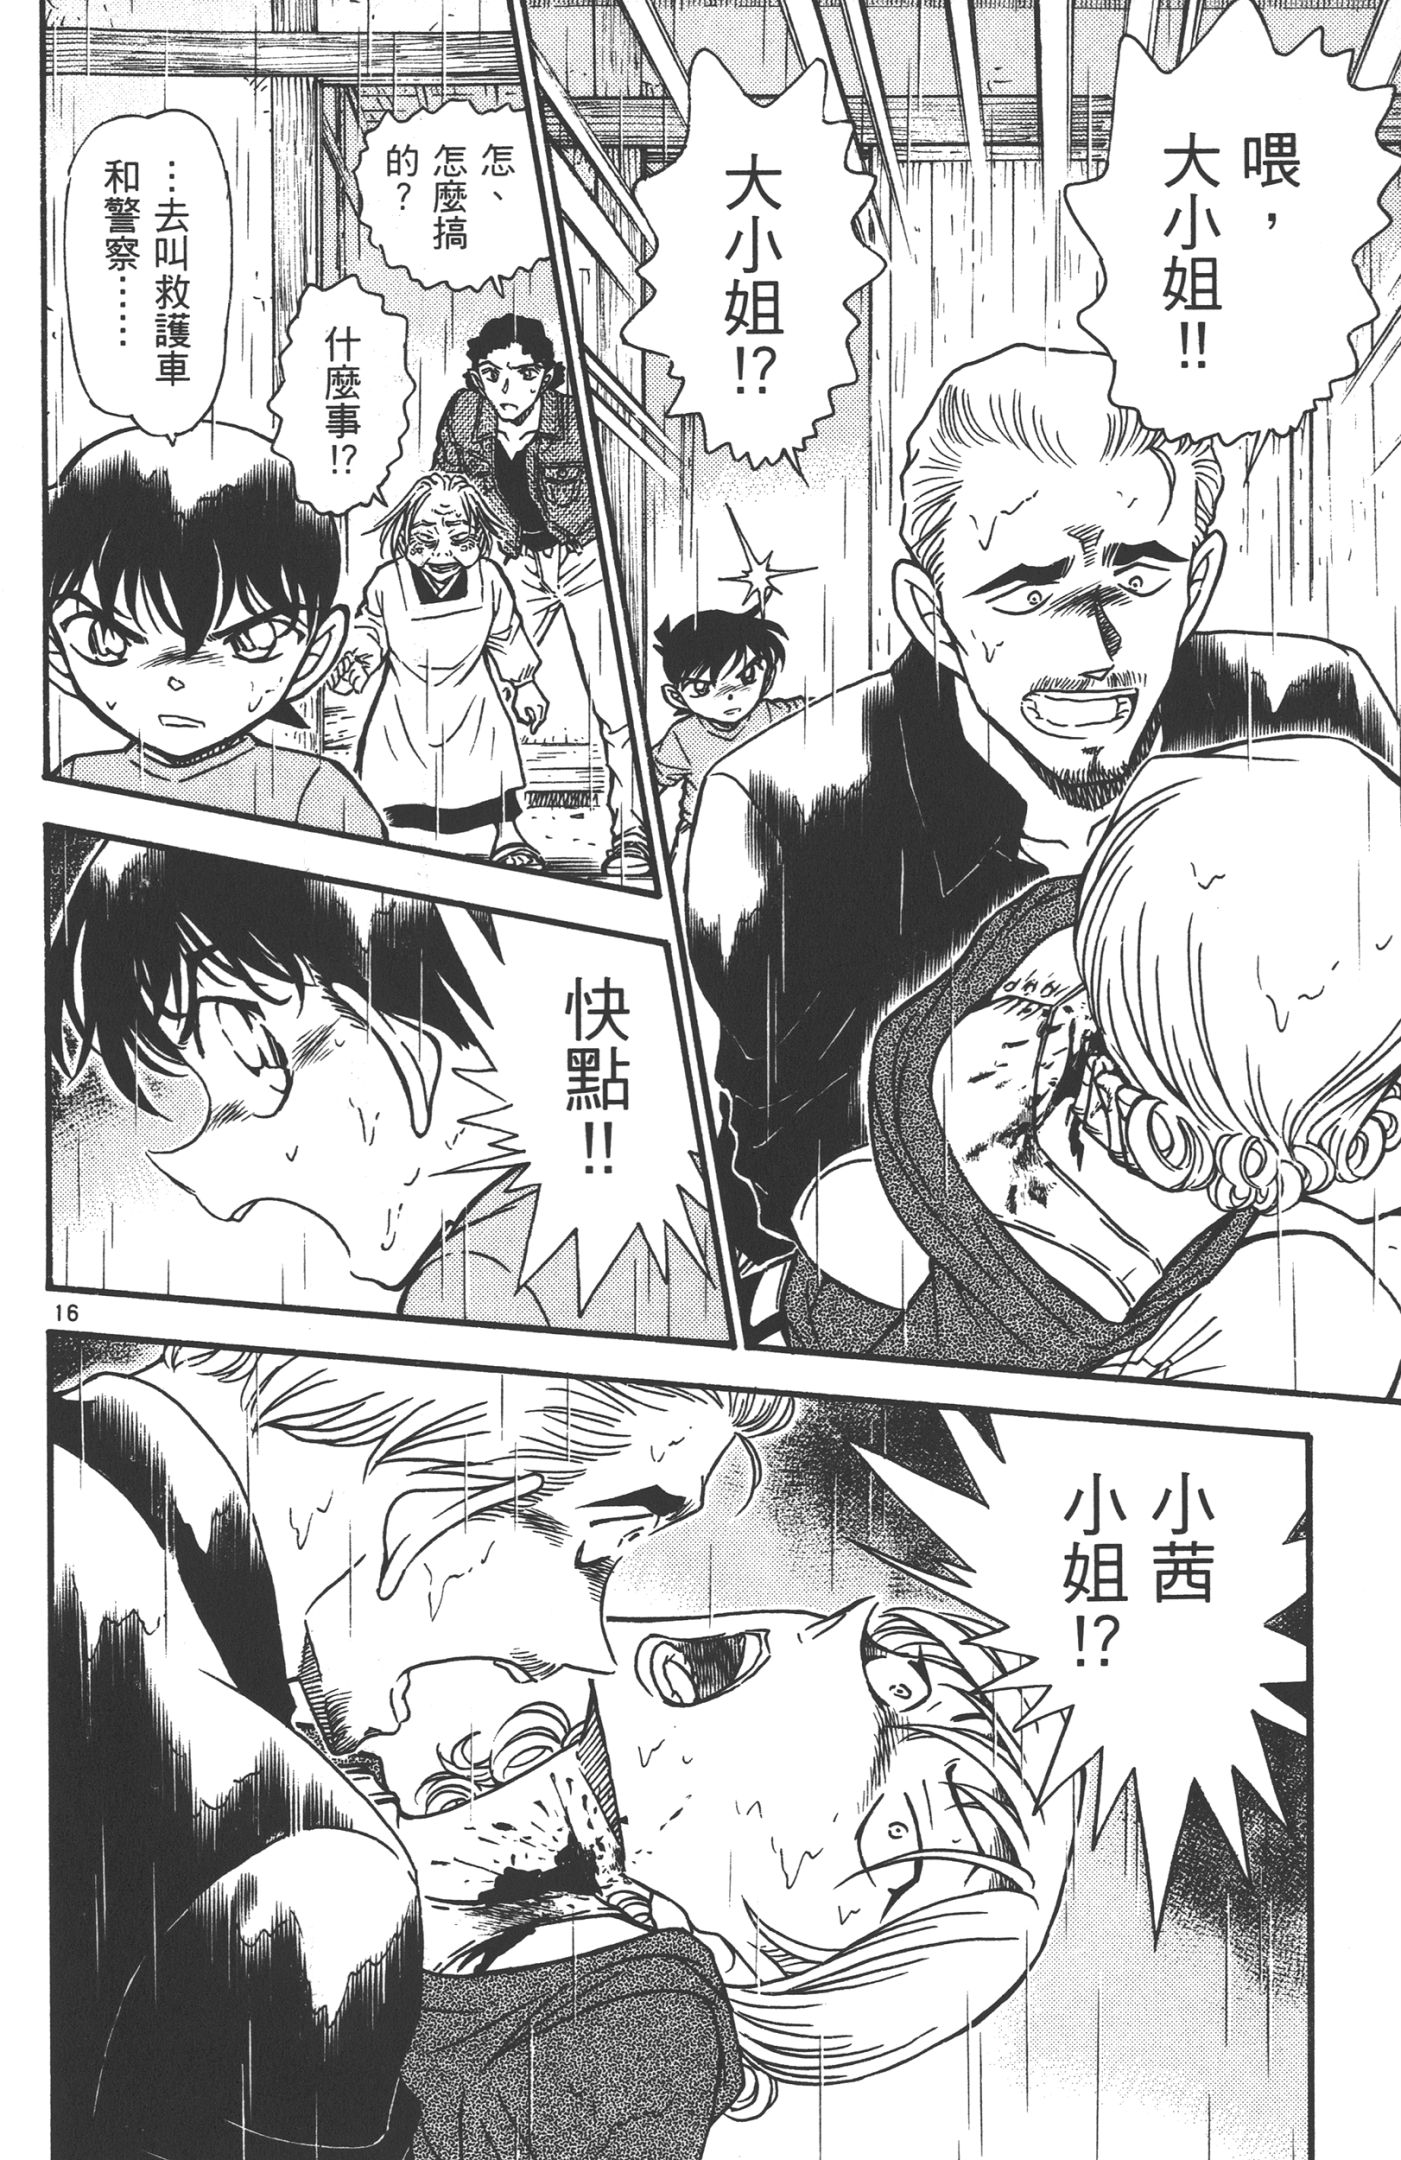 喂，
大小姐!!
大小姐!?
怎、
怎麼搞
的？
什麼事!?
…去叫救護車
和警察……
快點!!
16
小茜
小姐!?